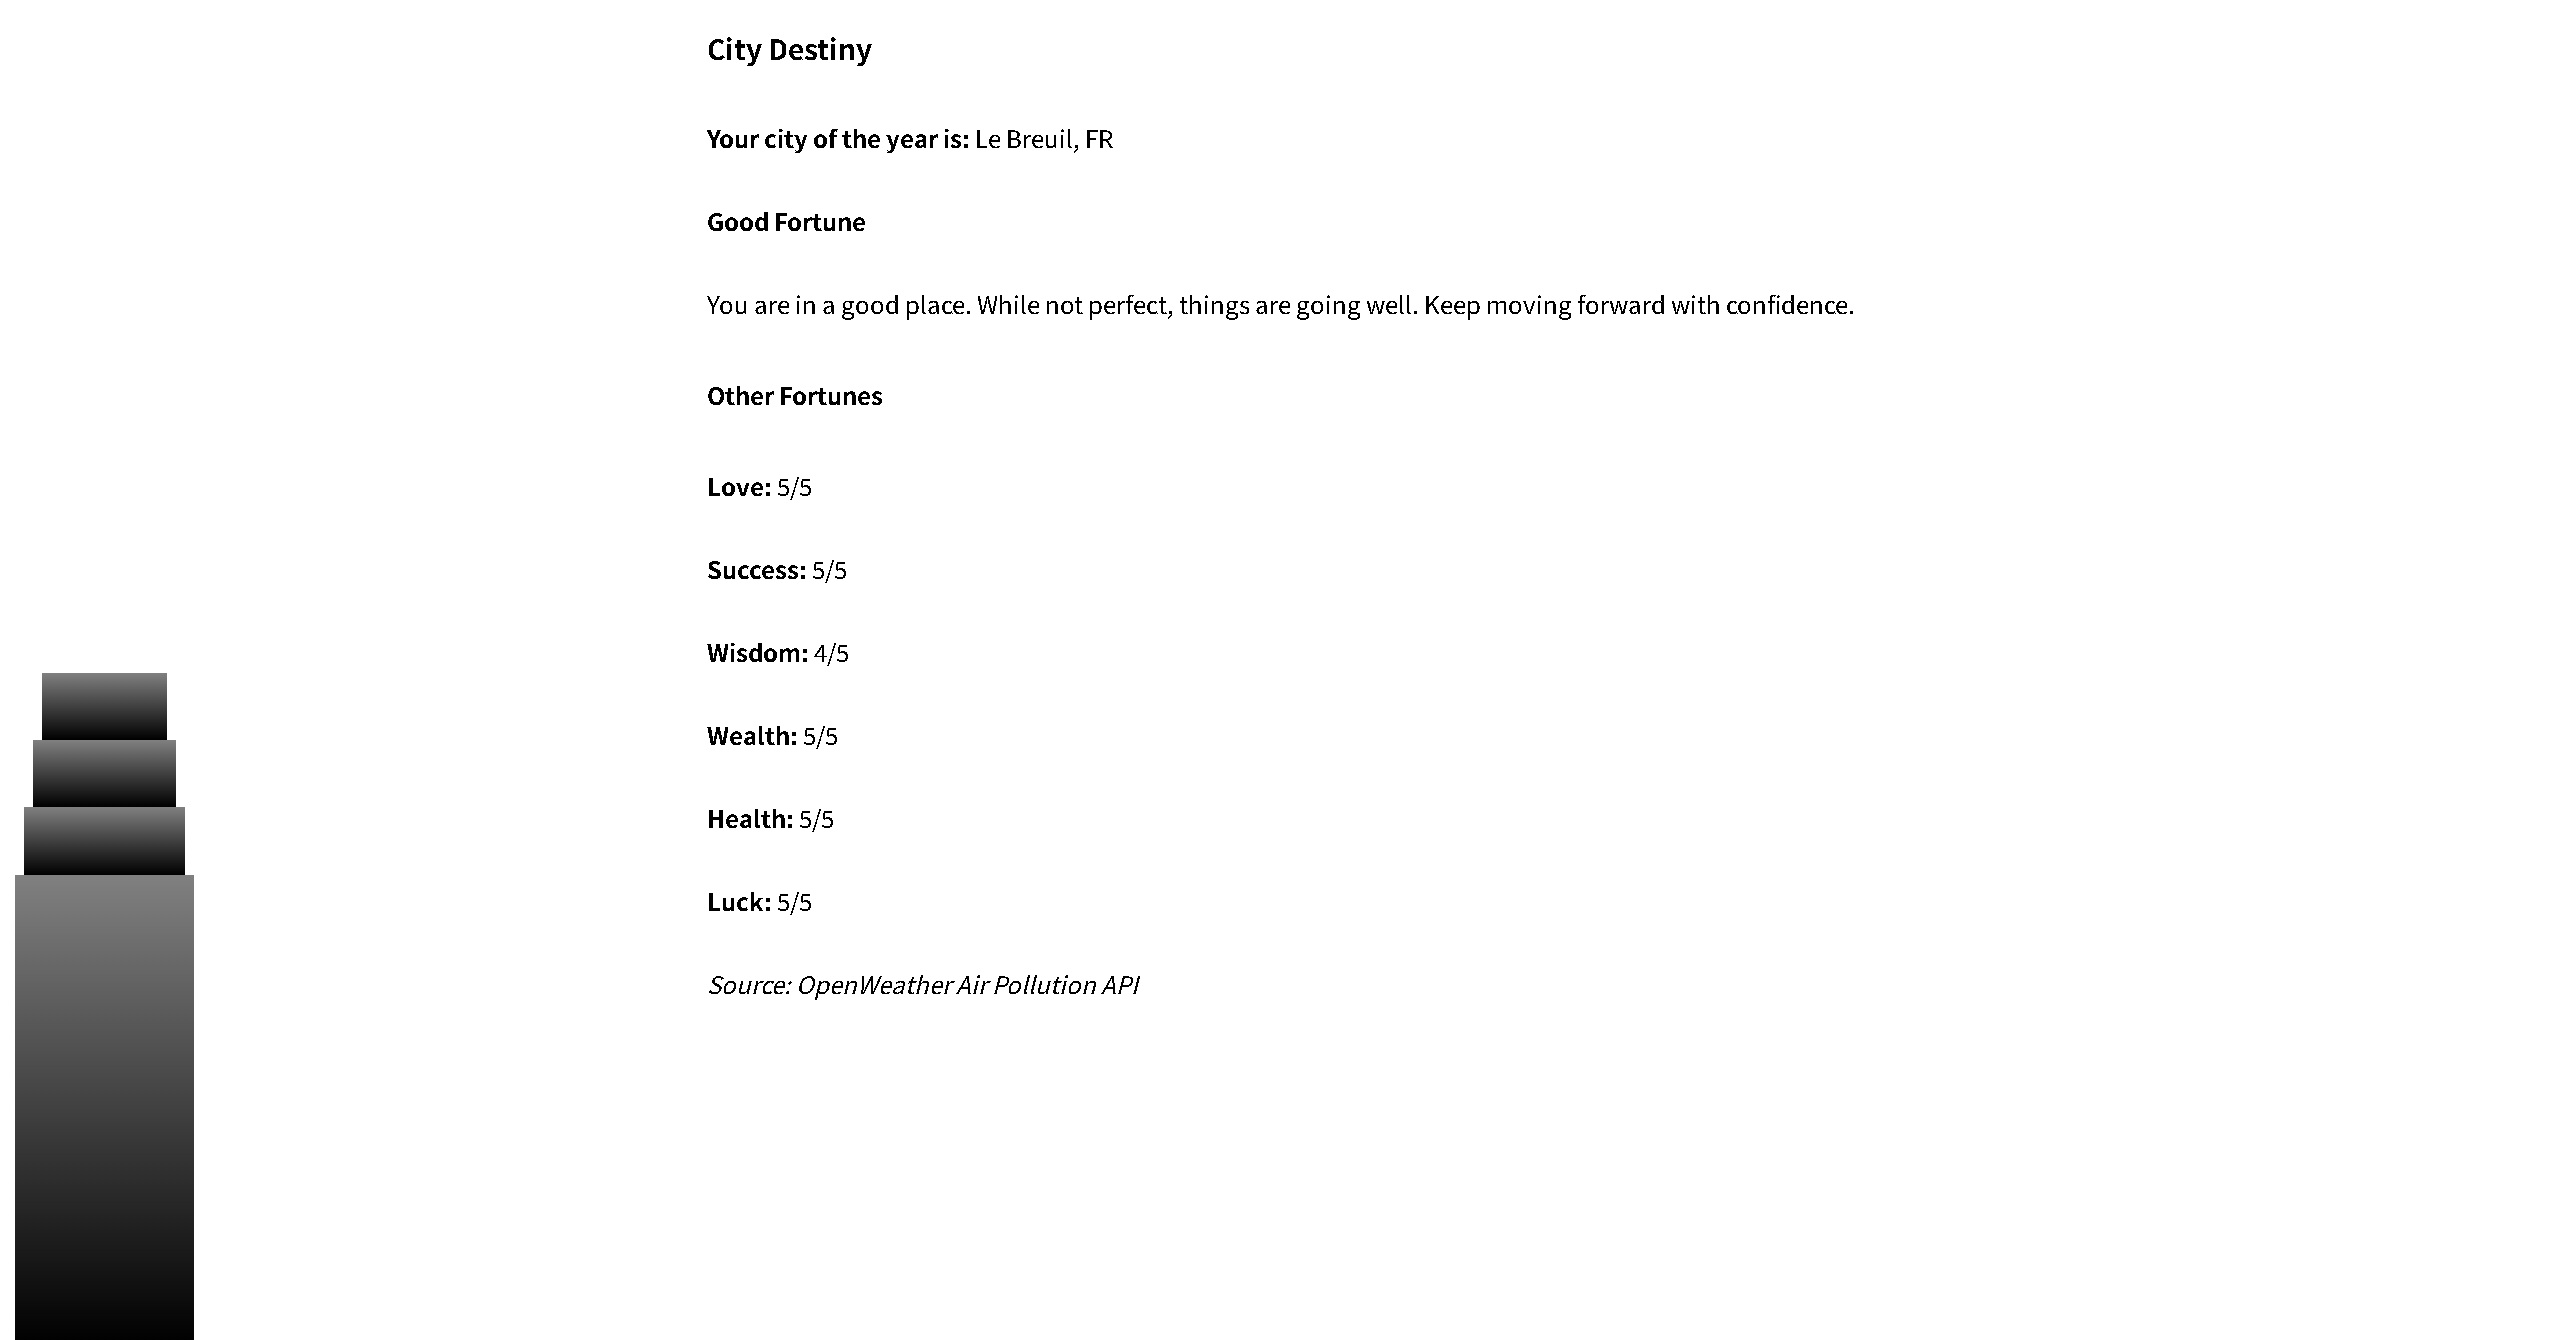 City Destiny
Your city of the year is: Le Breuil, FR
Good Fortune
You are in a good place. While not perfect, things are going well. Keep moving forward with confidence.
Other Fortunes
Love: 5/5
Success: 5/5
Wisdom: 4/5
Wealth: 5/5
Health: 5/5
Luck: 5/5
Source: OpenWeather Air Pollution API